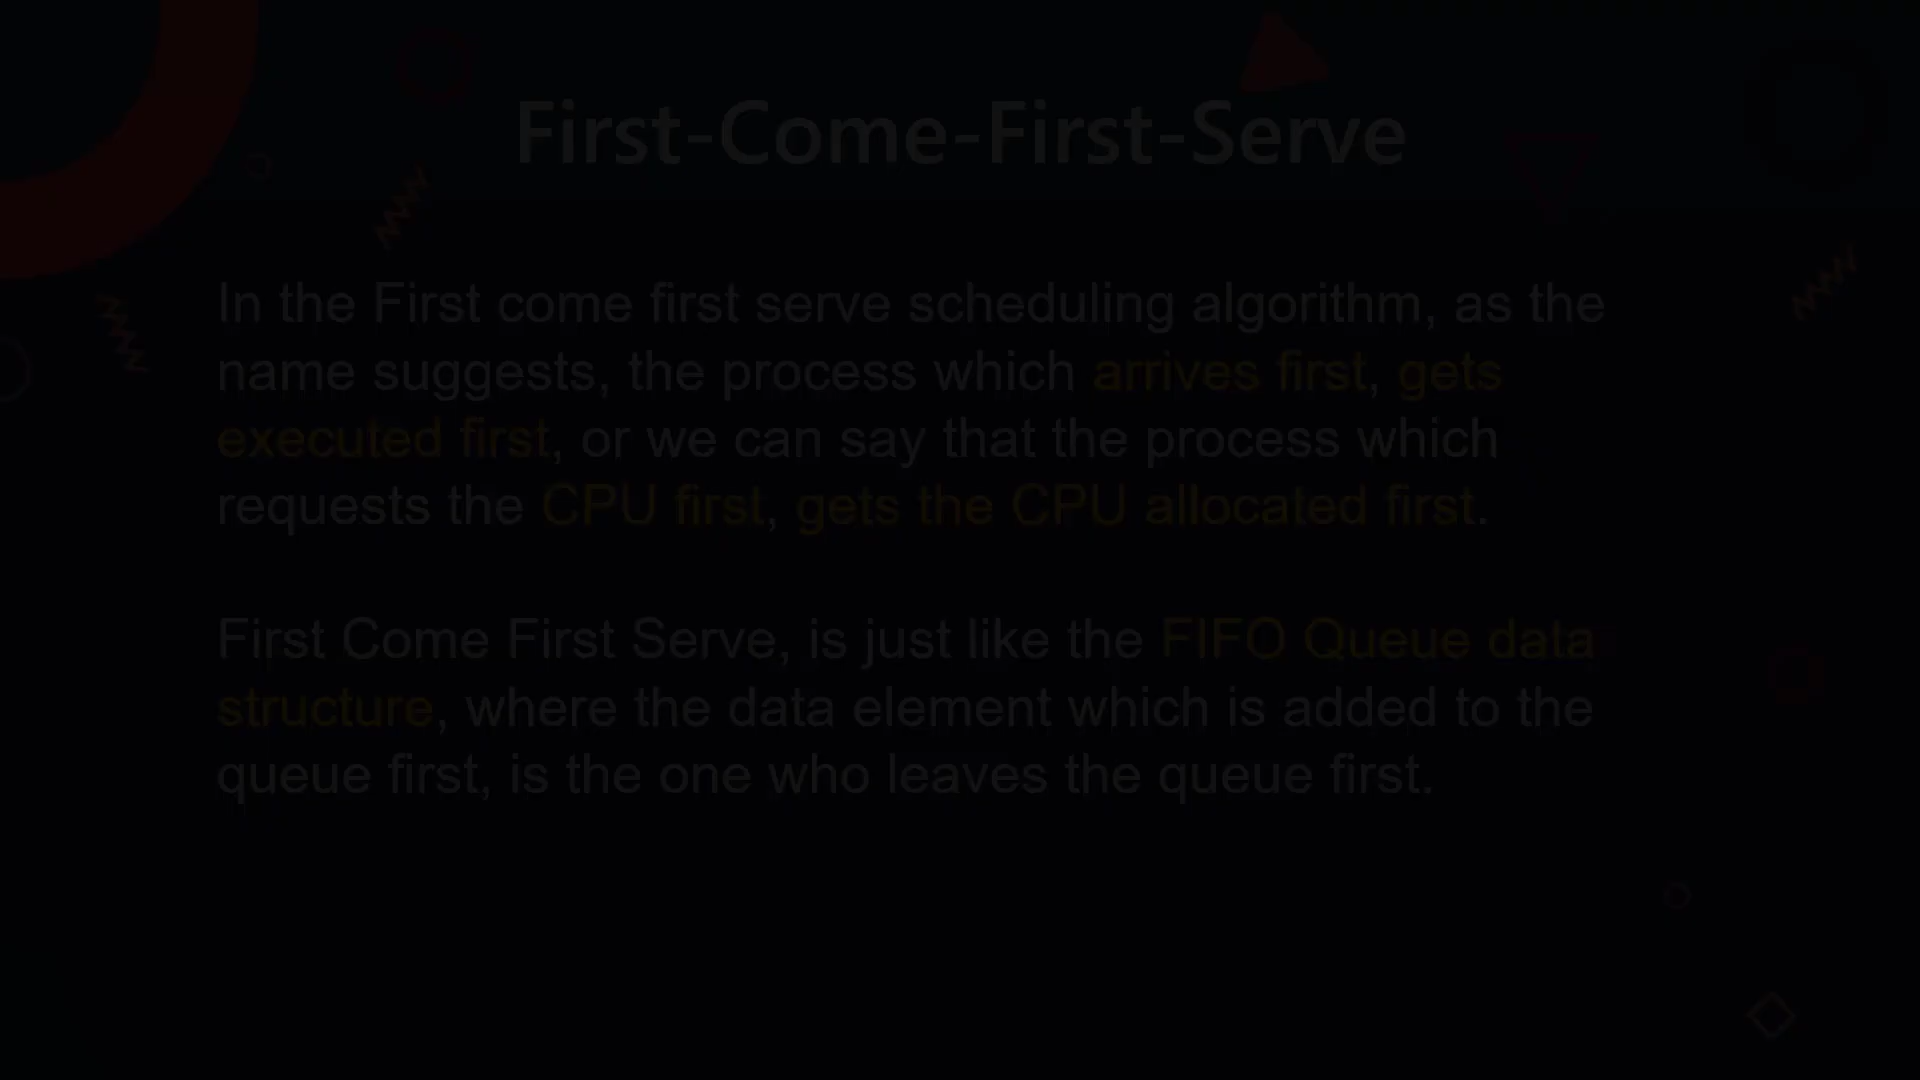 First-Come-First-Serve
In the First come first serve scheduling algorithm, as the
name suggests, the process which arrives first, gets
executed first, or we can say that the process which
requests the CPU first, gets the CPU allocated first.
First Come First Serve, is just like the FIFO Queue data
structure, where the data element which is added to the
queue first, is the one who leaves the queue first.